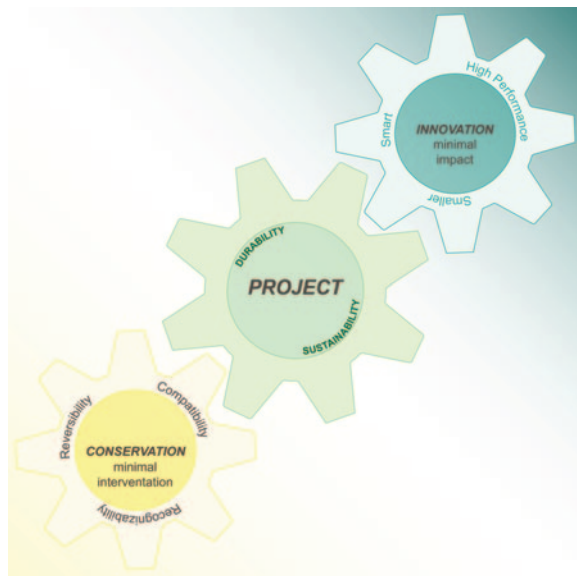 High Performance
Smart
INNOVATION
minimal
impact
Smaller
DURABILITY
PROJECT
SUSTAINABILITY
Compatibility
Reversibility
CONSERVATION
minimal
interventation
Recognizability